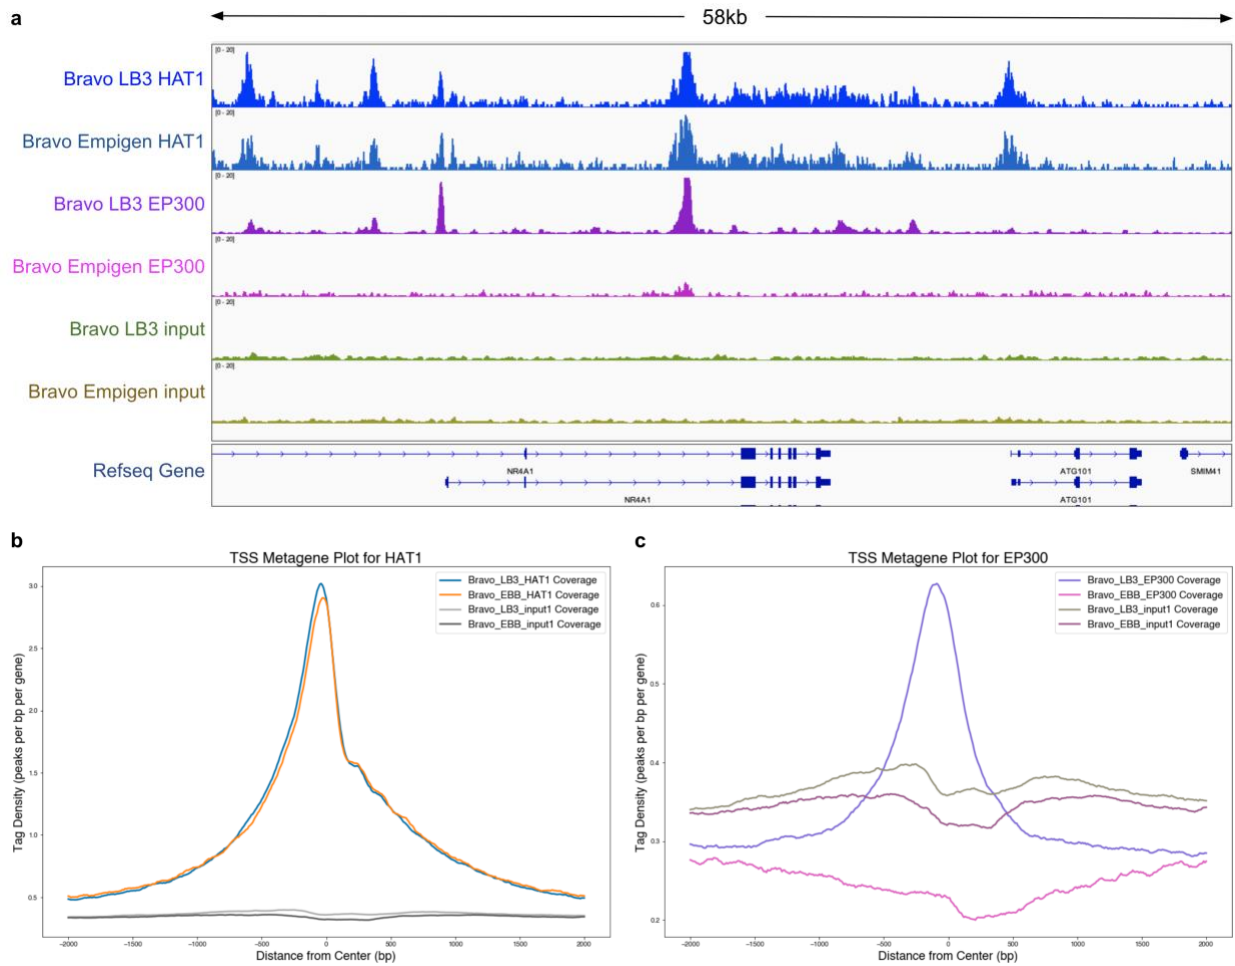 a
58kb
[0 - 20]
Bravo LB3 HAT1
[0 - 20]
Bravo Empigen HAT1
[0 - 20]
Bravo LB3 EP300
[0 - 20]
Bravo Empigen EP300
[0 - 20]
Bravo LB3 input
[0 - 20]
Bravo Empigen input
Refseq Gene
NR4A1
ATG101
SMIM41
NR4A1
ATG101
b
TSS Metagene Plot for HAT1
Bravo_LB3_HAT1 Coverage
Bravo_EBB_HAT1 Coverage
Bravo_LB3_input1 Coverage
Bravo_EBB_input1 Coverage
Tag Density (peaks per bp per gene)
3.0
2.5
2.0
1.5
1.0
0.5
−2000 −1500 −1000 −500 0 500 1000 1500 2000
Distance from Center (bp)
c
TSS Metagene Plot for EP300
Bravo_LB3_EP300 Coverage
Bravo_EBB_EP300 Coverage
Bravo_LB3_input1 Coverage
Bravo_EBB_input1 Coverage
Tag Density (peaks per bp per gene)
0.6
0.5
0.4
0.3
0.2
−2000 −1500 −1000 −500 0 500 1000 1500 2000
Distance from Center (bp)